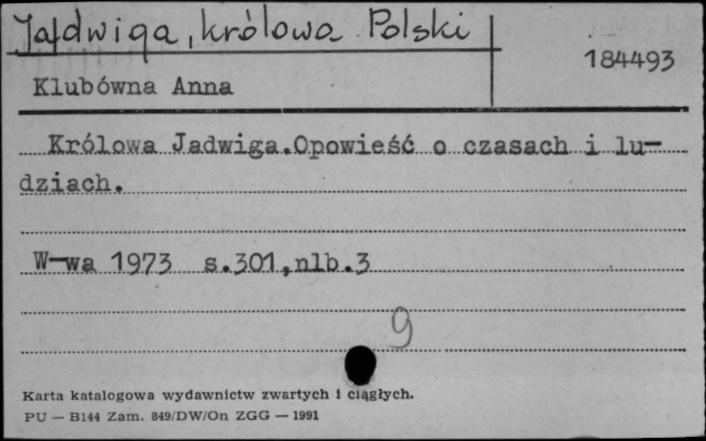 Jadwiga, królowa Polski
184493
Klubówna Anna
Królowa Jadwiga.Opowieść o czasach i lu-
dziach.
W-wa 1973 s.301,nlb.3
9
Karta katalogowa wydawnictw zwartych i ciągłych.
PU — B144 Zam. 849/DW/On ZGG — 1991